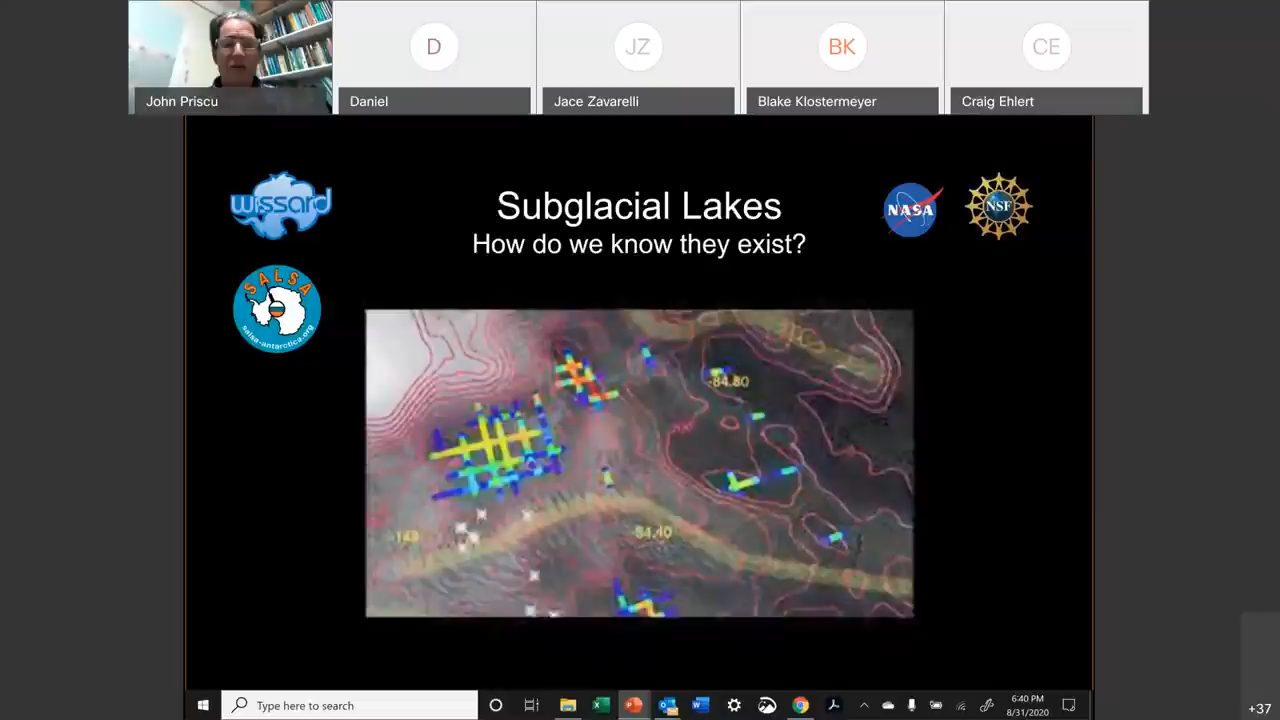 D
JZ
BK
CE
John Priscu
Daniel
Jace Zavarelli
Blake Klostermeyer
Craig Ehlert
wissard
Subglacial Lakes
How do we know they exist?
NASA
NSF
SALSA
salsa-antarctica.org
-84.80
-148
-84.40
Type here to search
6:40 PM
8/31/2020
+37